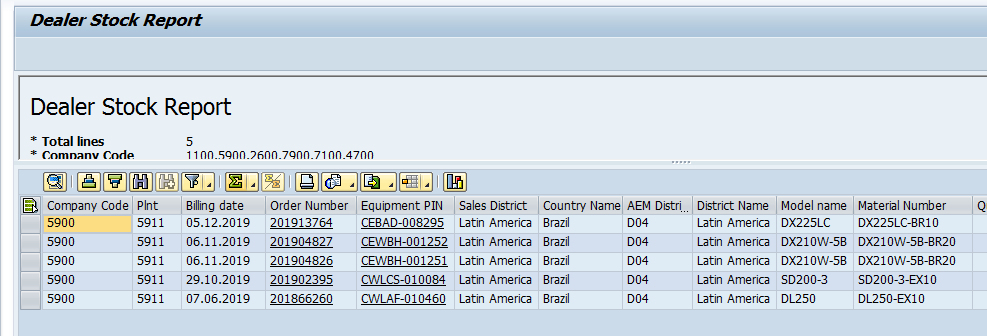 Dealer Stock Report
Dealer Stock Report
* Total lines 5
* Company Code 1100,5900,2600,7900,7100,4700
Company Code Plnt Billing date Order Number Equipment PIN Sales District Country Name AEM Distri.. District Name Model name Material Number Q
5900 5911 05.12.2019 201913764 CEBAD-008295 Latin America Brazil D04 Latin America DX225LC DX225LC-BR10
5900 5911 06.11.2019 201904827 CEWBH-001252 Latin America Brazil D04 Latin America DX210W-5B DX210W-5B-BR20
5900 5911 06.11.2019 201904826 CEWBH-001251 Latin America Brazil D04 Latin America DX210W-5B DX210W-5B-BR20
5900 5911 29.10.2019 201902395 CWLCS-010084 Latin America Brazil D04 Latin America SD200-3 SD200-3-EX10
5900 5911 07.06.2019 201866260 CWLAF-010460 Latin America Brazil D04 Latin America DL250 DL250-EX10